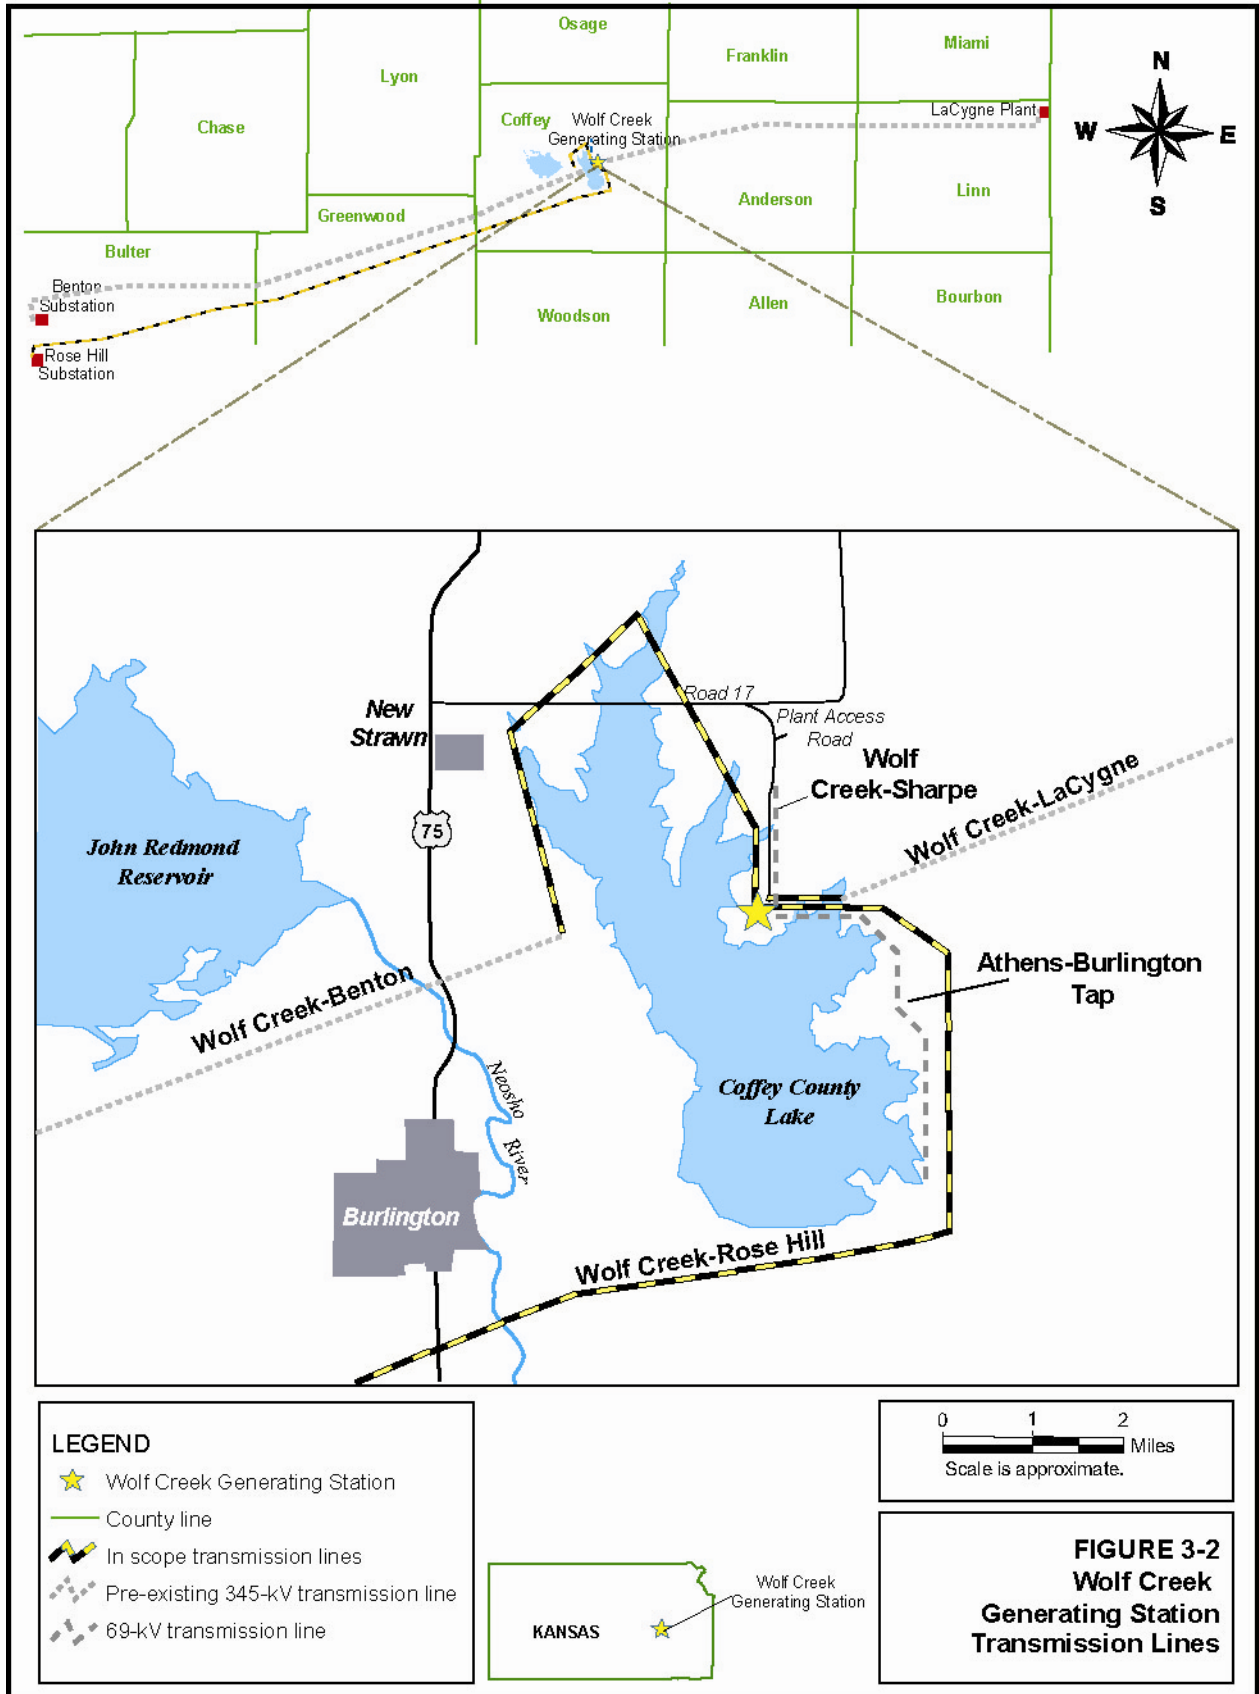 Osage
Franklin
Miami
Lyon
LaCygne Plant
Chase
Coffey
Wolf Creek
Generating Station
N
W
E
S
Greenwood
Anderson
Linn
Bulter
Benton
Substation
Woodson
Allen
Bourbon
Rose Hill
Substation
New
Strawn
Road 17
Plant Access
Road
Wolf
Creek-Sharpe
Wolf Creek-LaCygne
75
John Redmond
Reservoir
Wolf Creek-Benton
Athens-Burlington
Tap
Neosho
River
Coffey County
Lake
Burlington
Wolf Creek-Rose Hill
LEGEND
Wolf Creek Generating Station
County line
In scope transmission lines
Pre-existing 345-kV transmission line
69-kV transmission line
KANSAS
Wolf Creek
Generating Station
0 1 2
Miles
Scale is approximate.
FIGURE 3-2
Wolf Creek
Generating Station
Transmission Lines